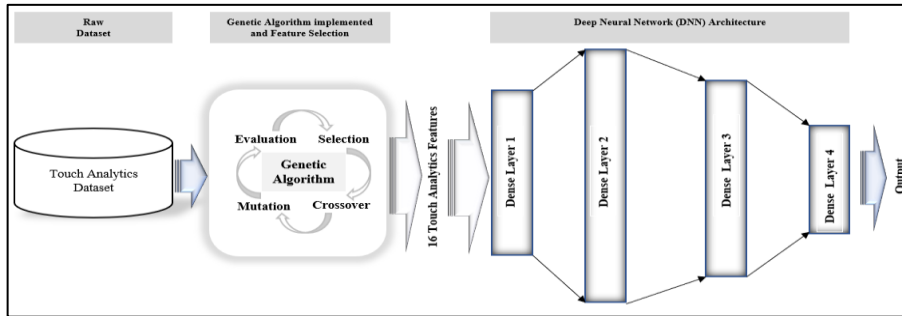 Raw
Dataset
Genetic Algorithm implemented
and Feature Selection
Deep Neural Network (DNN) Architecture
Touch Analytics
Dataset
Evaluation
Selection
Genetic
Algorithm
Mutation
Crossover
16 Touch Analytics Features
Dense Layer 1
Dense Layer 2
Dense Layer 3
Dense Layer 4
Output